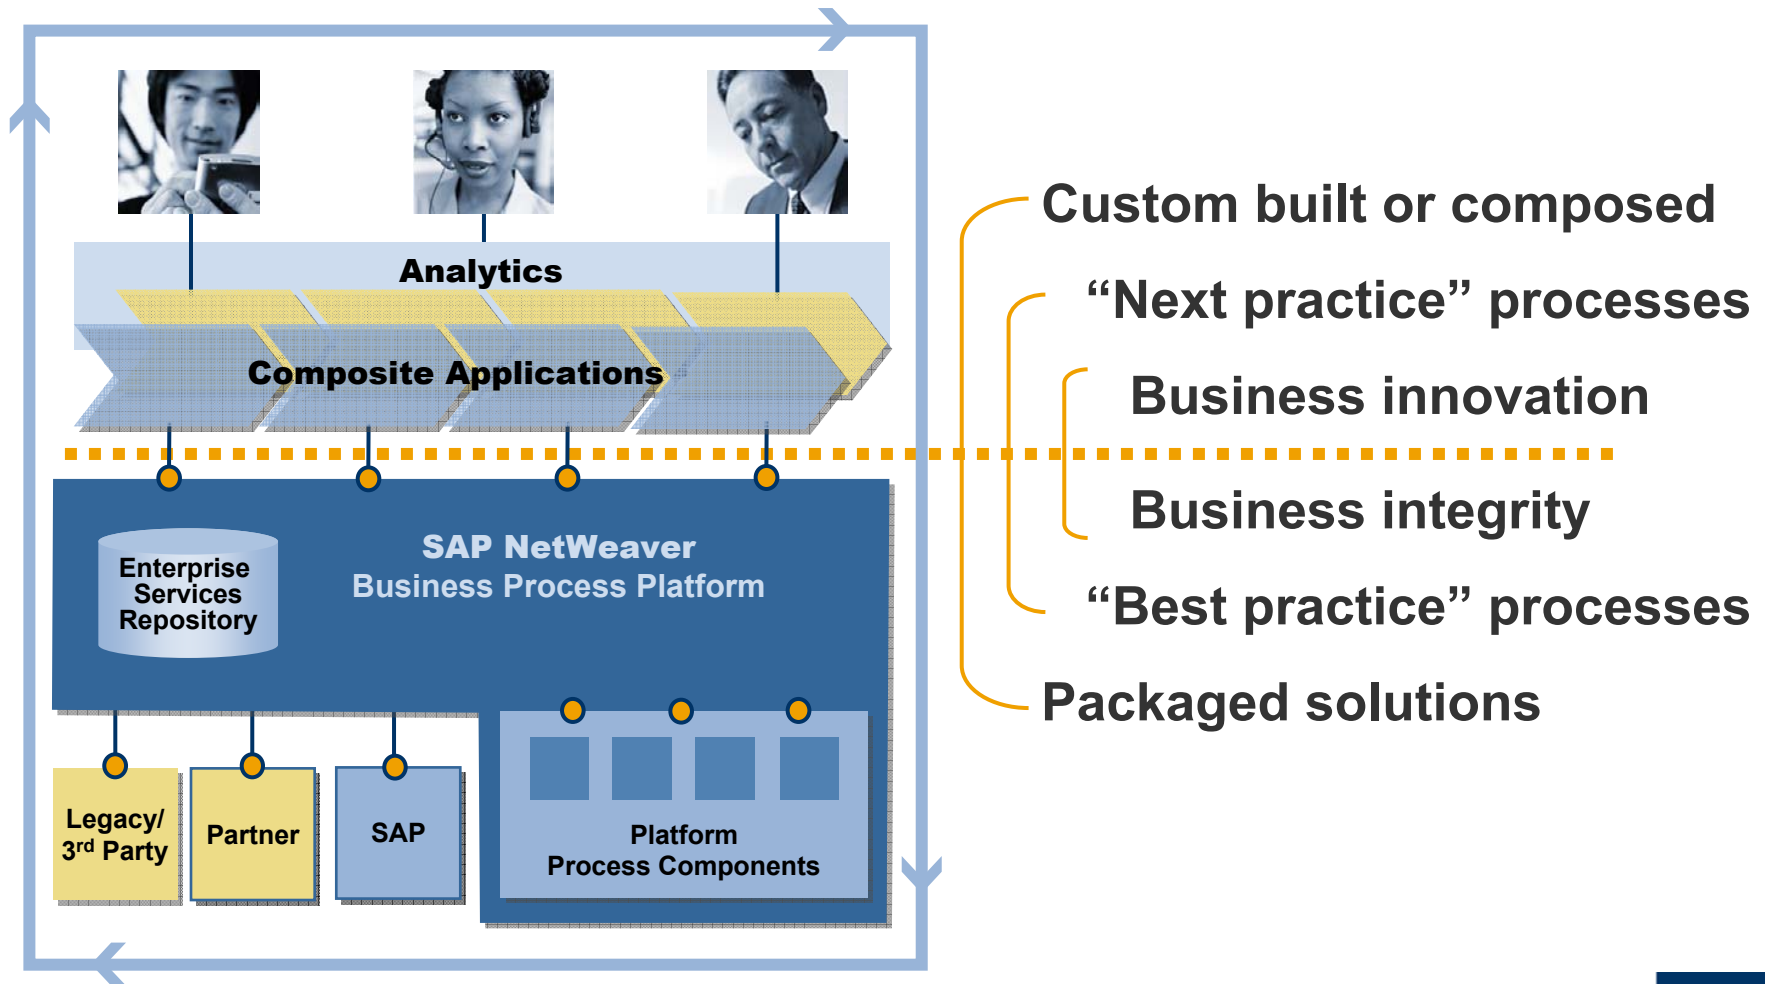 Analytics
Composite Applications
Enterprise
Services
Repository
SAP NetWeaver
Business Process Platform
Legacy/
3rd Party
Partner
SAP
Platform
Process Components
Custom built or composed
“Next practice” processes
Business innovation
Business integrity
“Best practice” processes
Packaged solutions